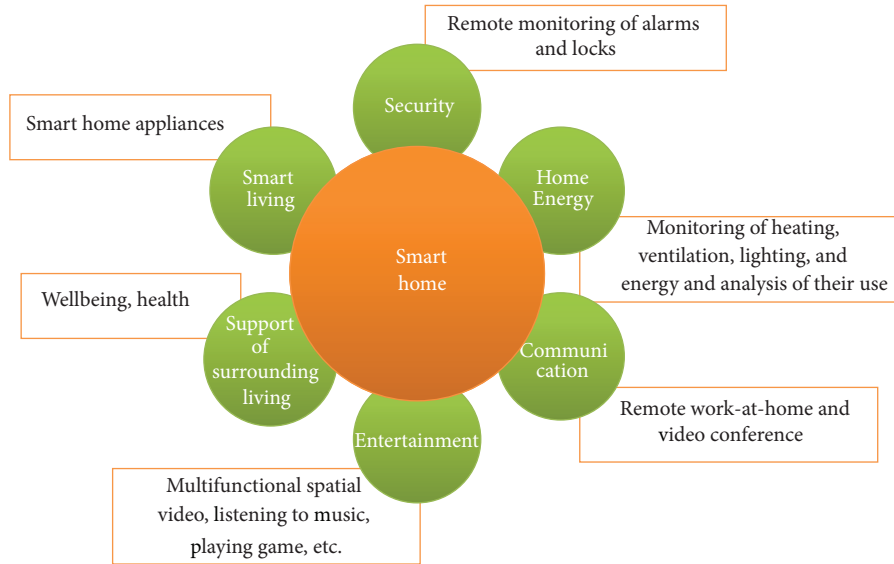 Remote monitoring of alarms
and locks
Security
Smart home appliances
Smart
living
Home
Energy
Monitoring of heating,
ventilation, lighting, and
energy and analysis of their use
Smart
home
Wellbeing, health
Support
of
surrounding
living
Communi
cation
Remote work-at-home and
video conference
Entertainment
Multifunctional spatial
video, listening to music,
playing game, etc.